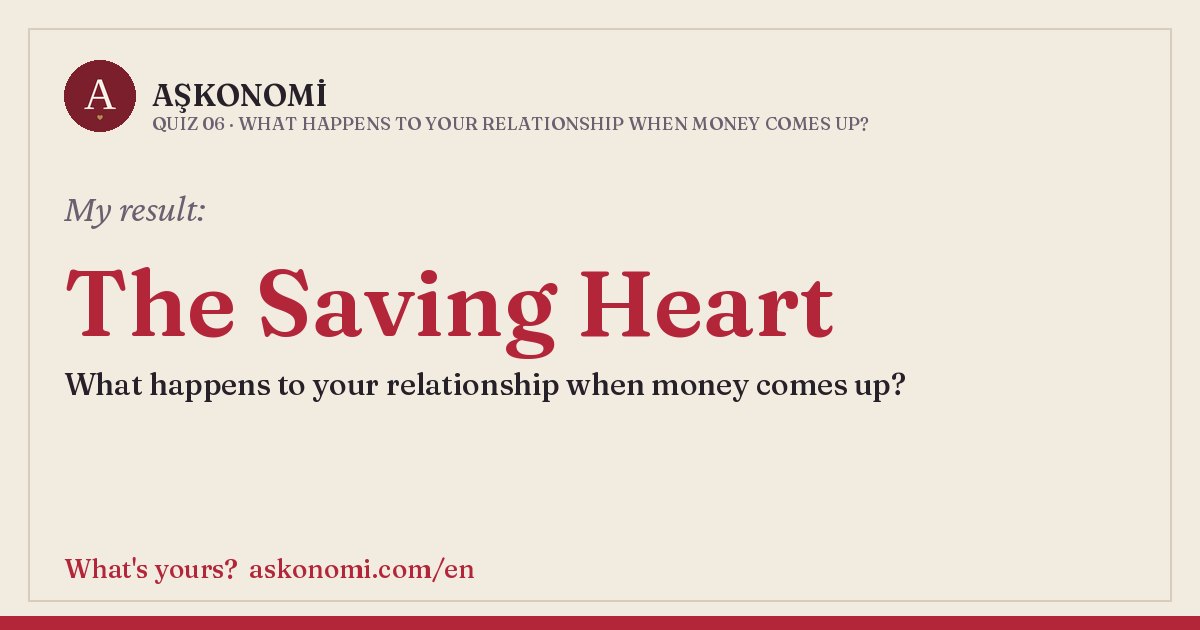 A
AŞKONOMİ
QUIZ 06 · WHAT HAPPENS TO YOUR RELATIONSHIP WHEN MONEY COMES UP?
My result:
The Saving Heart
What happens to your relationship when money comes up?
What's yours? askonomi.com/en